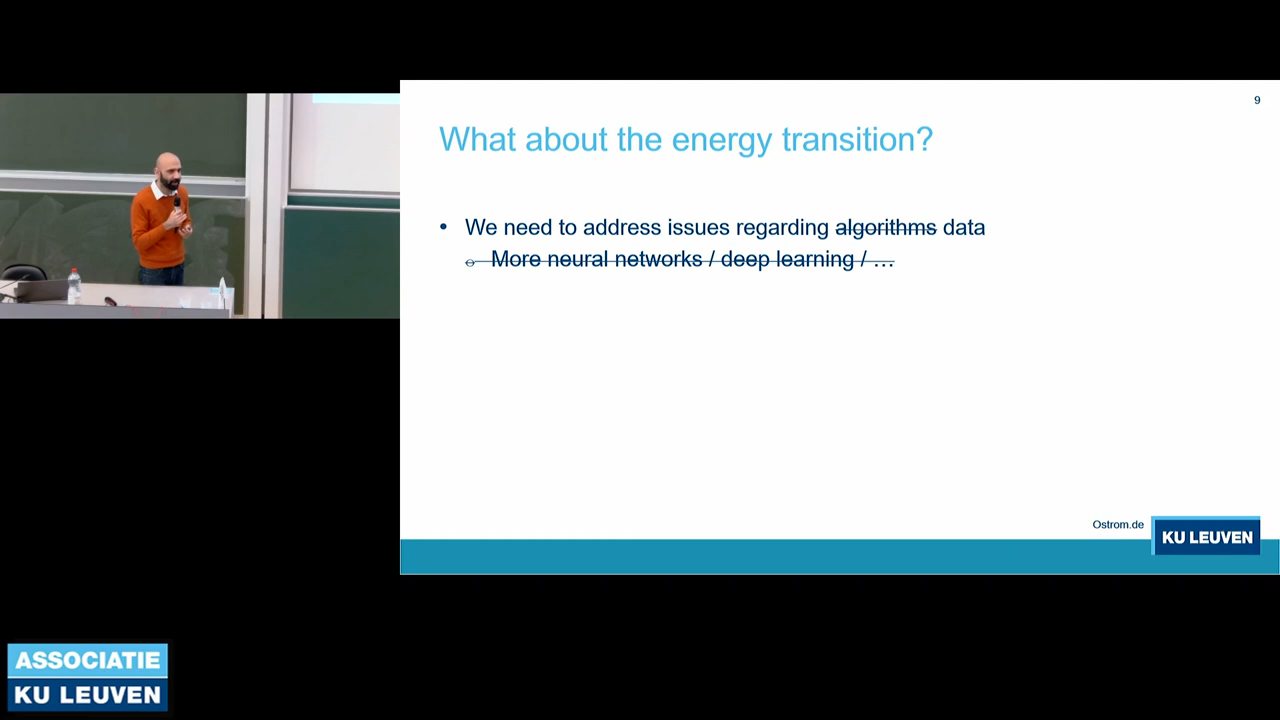 9
What about the energy transition?
• We need to address issues regarding algorithms data
o More neural networks / deep learning / …
Ostrom.de
KU LEUVEN
ASSOCIATIE
KU LEUVEN